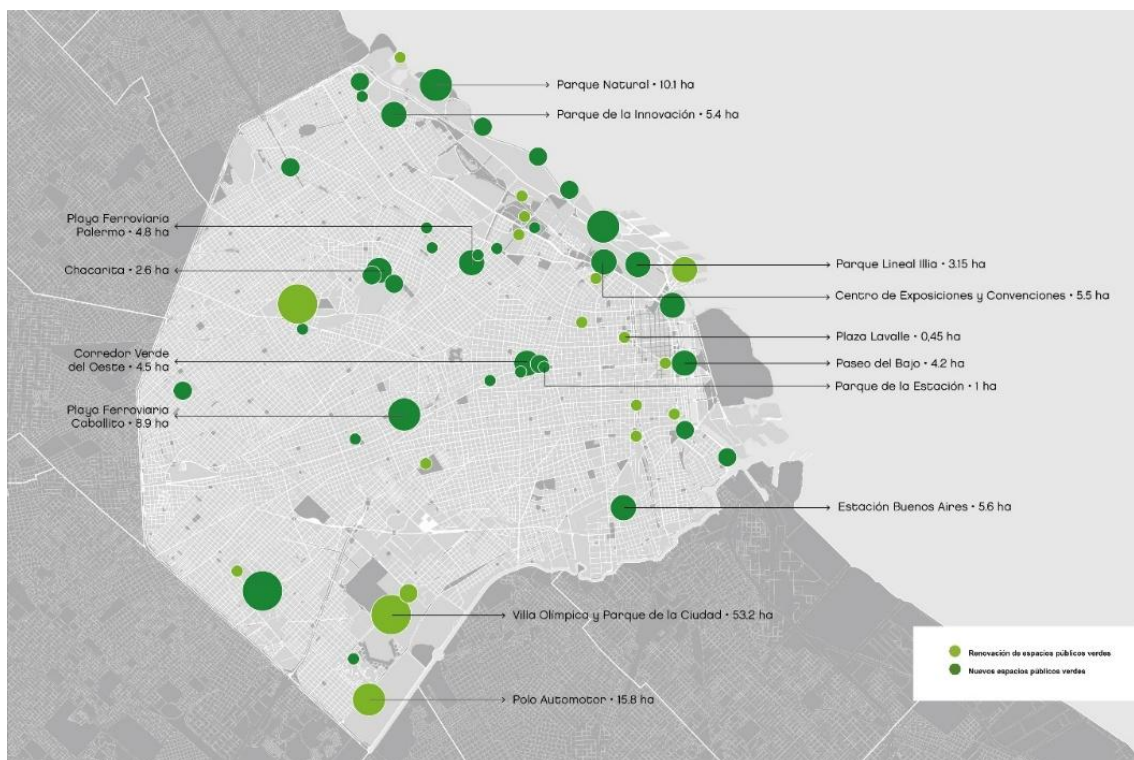 Parque Natural • 10.1 ha
Parque de la Innovación • 5.4 ha
Playa Ferroviaria
Palermo • 4.8 ha
Chacarita • 2.6 ha
Parque Lineal Illia • 3.15 ha
Centro de Exposiciones y Convenciones • 5.5 ha
Plaza Lavalle • 0,45 ha
Corredor Verde
del Oeste • 4.5 ha
Paseo del Bajo • 4.2 ha
Parque de la Estación • 1 ha
Playa Ferroviaria
Caballito • 8.9 ha
Estación Buenos Aires • 5.6 ha
Villa Olímpica y Parque de la Ciudad • 53.2 ha
Polo Automotor • 15.8 ha
Renovación de espacios públicos verdes
Nuevos espacios públicos verdes